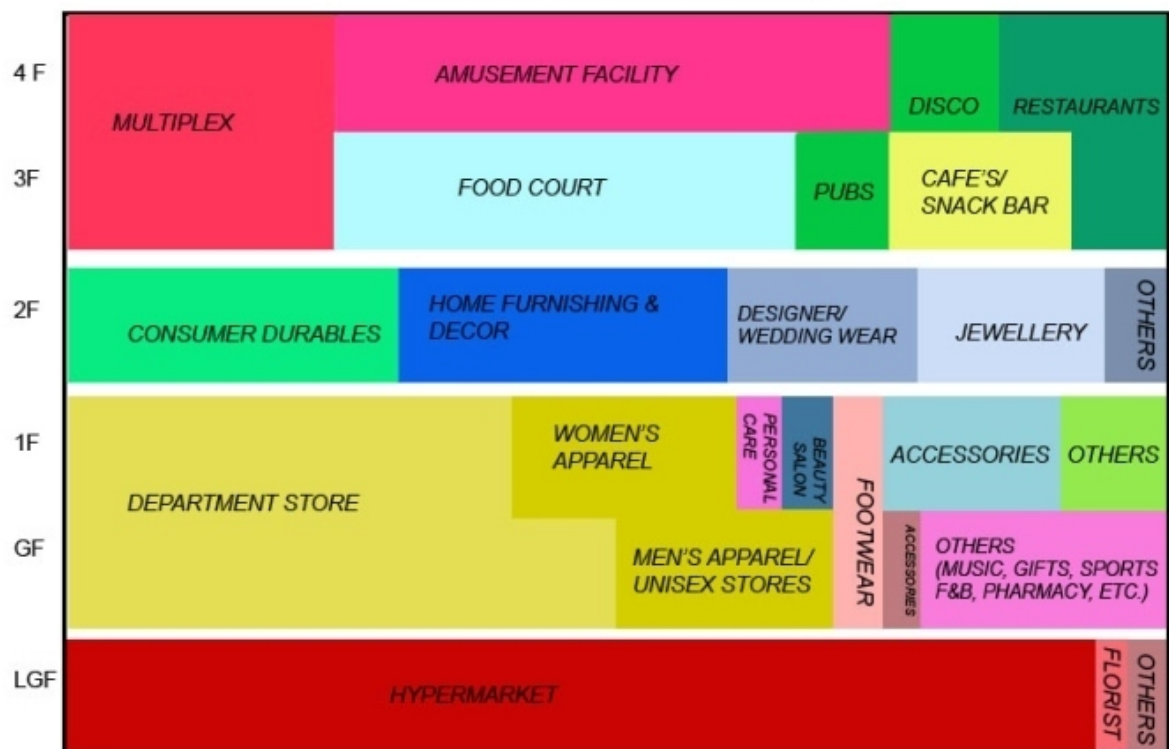 4 F
MULTIPLEX
AMUSEMENT FACILITY
DISCO
RESTAURANTS
3F
FOOD COURT
PUBS
CAFE'S/
SNACK BAR
2F
CONSUMER DURABLES
HOME FURNISHING &
DECOR
DESIGNER/
WEDDING WEAR
JEWELLERY
OTHERS
1F
DEPARTMENT STORE
WOMEN'S
APPAREL
PERSONAL
CARE
BEAUTY
SALON
FOOTWEAR
ACCESSORIES
OTHERS
GF
MEN'S APPAREL/
UNISEX STORES
ACCESSORIES
OTHERS
(MUSIC, GIFTS, SPORTS
F&B, PHARMACY, ETC.)
LGF
HYPERMARKET
FLORIST
OTHERS